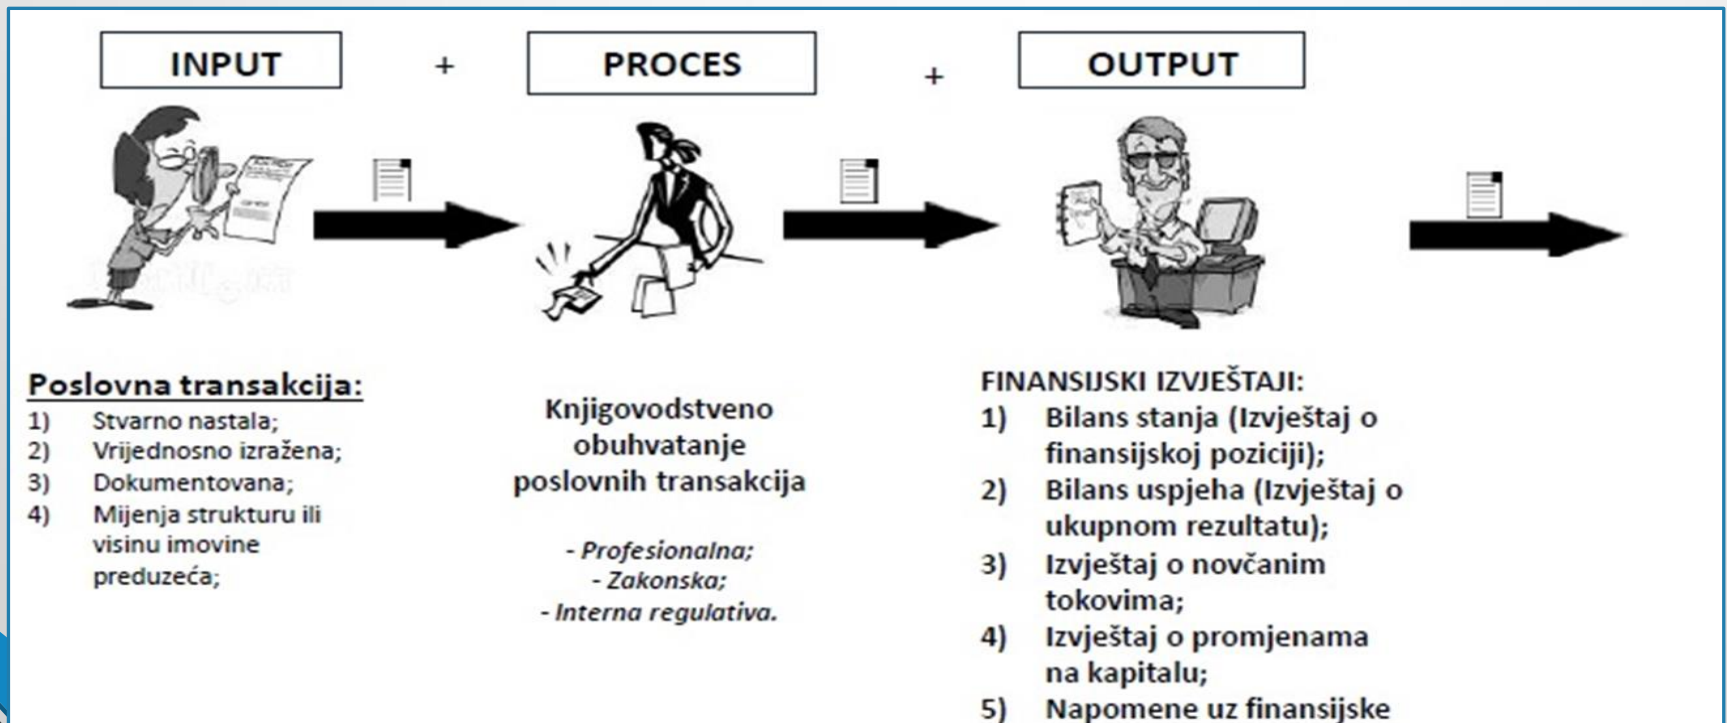 INPUT + PROCES + OUTPUT
Poslovna transakcija:
1) Stvarno nastala;
2) Vrijednosno izražena;
3) Dokumentovana;
4) Mijenja strukturu ili
visinu imovine
preduzeća;
Knjigovodstveno
obuhvatanje
poslovnih transakcija
- Profesionalna;
- Zakonska;
- Interna regulativa.
FINANSIJSKI IZVJEŠTAJI:
1) Bilans stanja (Izvještaj o
finansijskoj poziciji);
2) Bilans uspjeha (Izvještaj o
ukupnom rezultatu);
3) Izvještaj o novčanim
tokovima;
4) Izvještaj o promjenama
na kapitalu;
5) Napomene uz finansijske